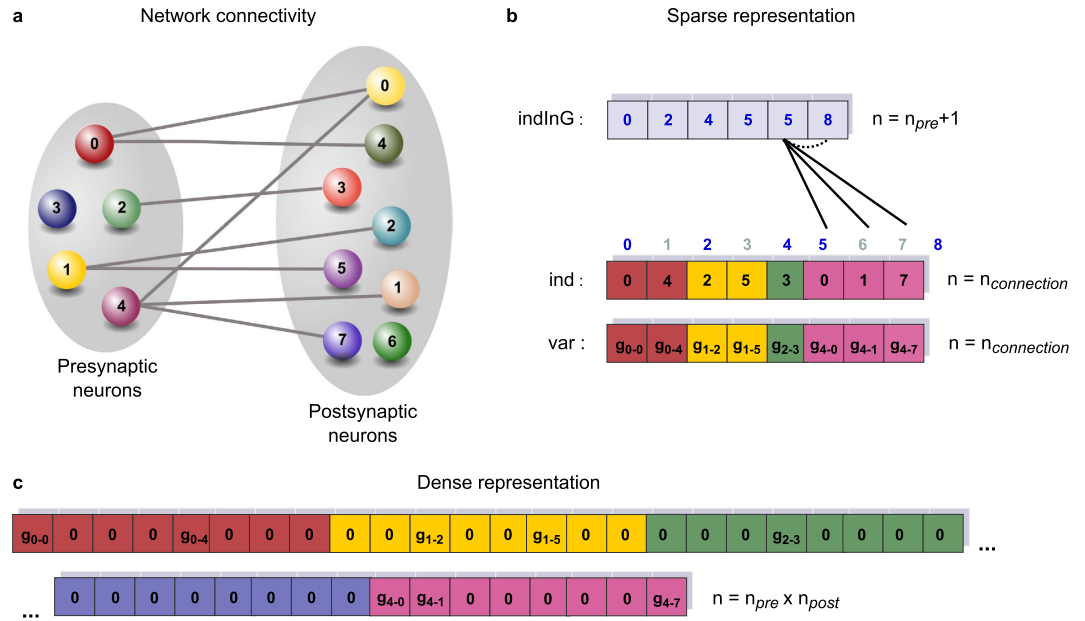 a
Network connectivity
0
3
2
1
4
0
4
3
2
5
1
7
6
Presynaptic
neurons
Postsynaptic
neurons
b
Sparse representation
indInG :
0 2 4 5 5 8
n = npre+1
0 1 2 3 4 5 6 7 8
ind :
0 4 2 5 3 0 1 7
n = nconnection
var :
g0-0 g0-4 g1-2 g1-5 g2-3 g4-0 g4-1 g4-7
n = nconnection
c
Dense representation
g0-0 0 0 0 g0-4 0 0 0 0 0 g1-2 0 0 g1-5 0 0 0 0 0 g2-3 0 0 0 0 ...
... 0 0 0 0 0 0 0 0 g4-0 g4-1 0 0 0 0 0 g4-7
n = npre x npost